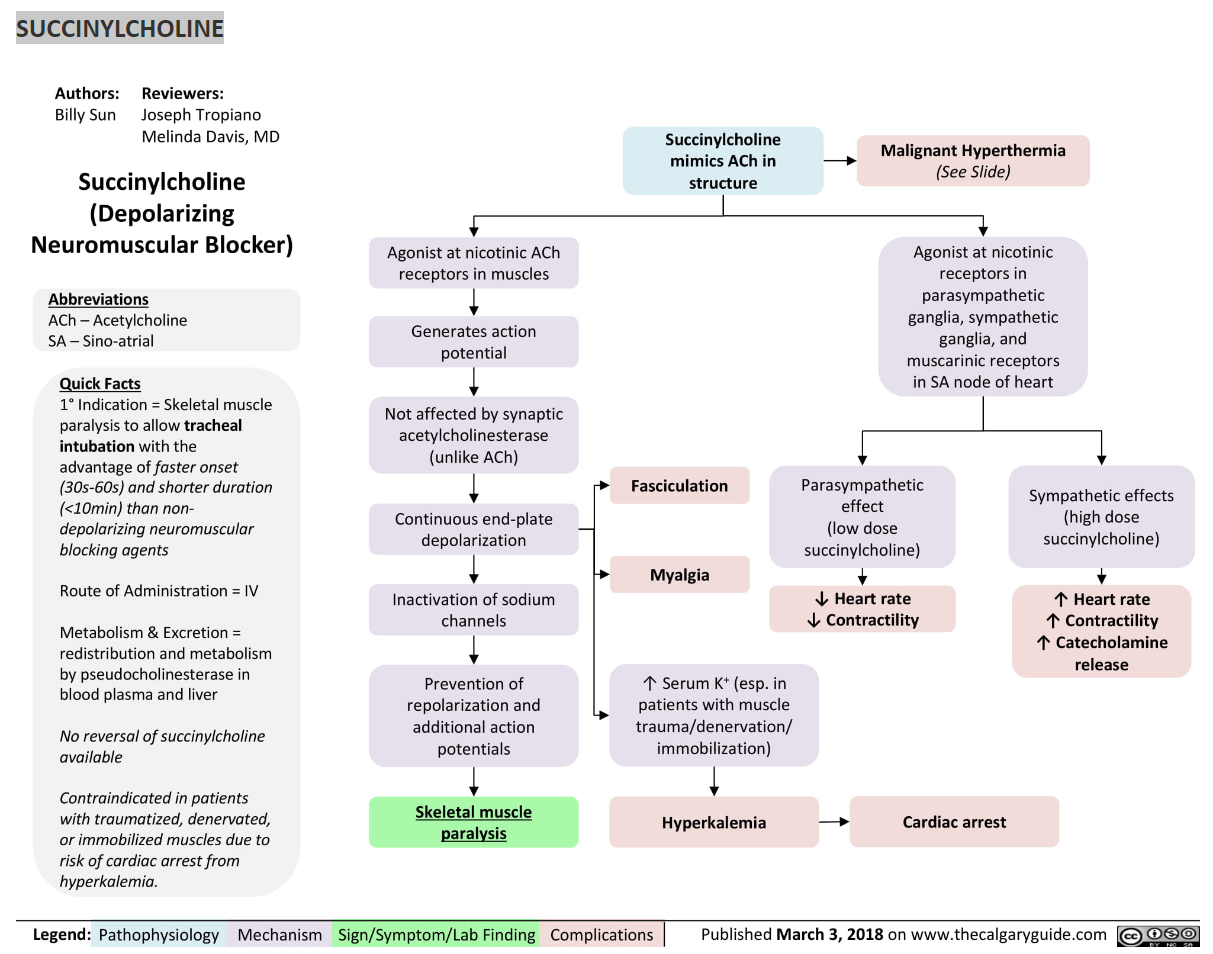 SUCCINYLCHOLINE
Authors:
Billy Sun
Reviewers:
Joseph Tropiano
Melinda Davis, MD
Succinylcholine
(Depolarizing
Neuromuscular Blocker)
Abbreviations
ACh – Acetylcholine
SA – Sino-atrial
Quick Facts
1° Indication = Skeletal muscle
paralysis to allow tracheal
intubation with the
advantage of faster onset
(30s-60s) and shorter duration
(<10min) than non-
depolarizing neuromuscular
blocking agents
Route of Administration = IV
Metabolism & Excretion =
redistribution and metabolism
by pseudocholinesterase in
blood plasma and liver
No reversal of succinylcholine
available
Contraindicated in patients
with traumatized, denervated,
or immobilized muscles due to
risk of cardiac arrest from
hyperkalemia.
Succinylcholine
mimics ACh in
structure
Malignant Hyperthermia
(See Slide)
Agonist at nicotinic ACh
receptors in muscles
Generates action
potential
Not affected by synaptic
acetylcholinesterase
(unlike ACh)
Continuous end-plate
depolarization
Inactivation of sodium
channels
Prevention of
repolarization and
additional action
potentials
Skeletal muscle
paralysis
Fasciculation
Myalgia
↑ Serum K⁺ (esp. in
patients with muscle
trauma/denervation/
immobilization)
Hyperkalemia
Cardiac arrest
Agonist at nicotinic
receptors in
parasympathetic
ganglia, sympathetic
ganglia, and
muscarinic receptors
in SA node of heart
Parasympathetic
effect
(low dose
succinylcholine)
↓ Heart rate
↓ Contractility
Sympathetic effects
(high dose
succinylcholine)
↑ Heart rate
↑ Contractility
↑ Catecholamine
release
Legend: Pathophysiology Mechanism Sign/Symptom/Lab Finding Complications
Published March 3, 2018 on www.thecalgaryguide.com
cc
BY NC SA